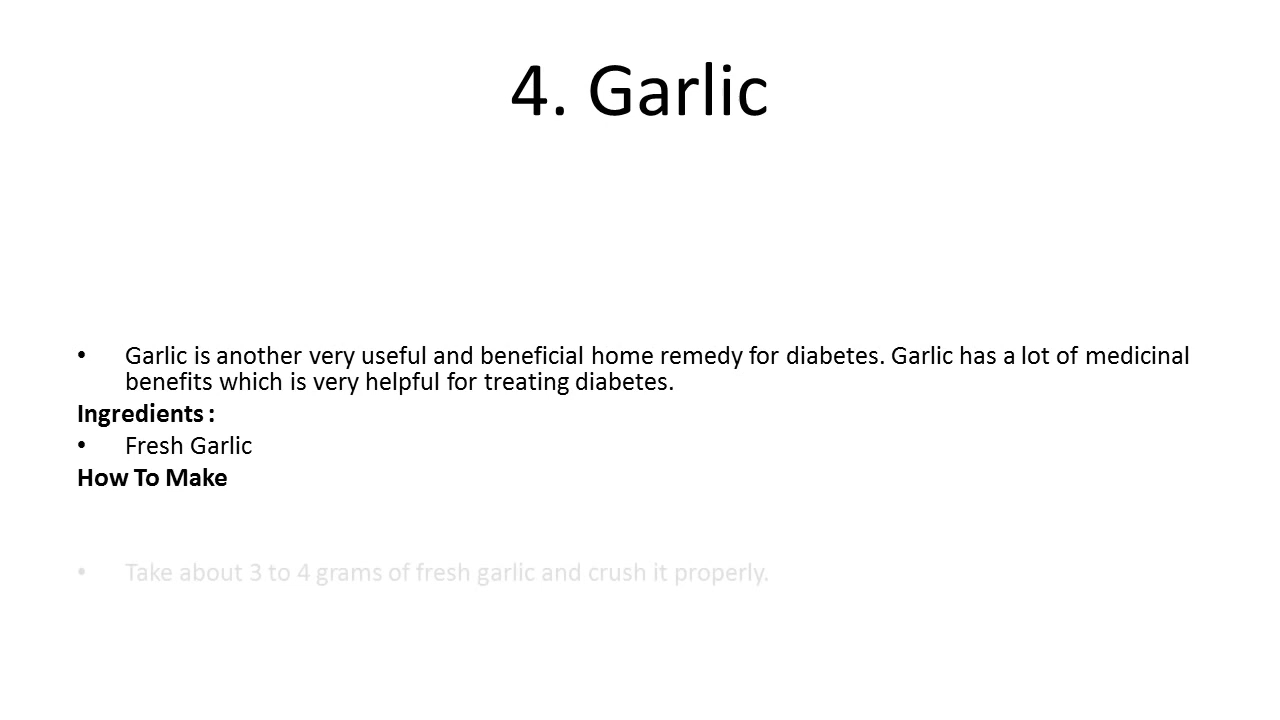 4. Garlic
• Garlic is another very useful and beneficial home remedy for diabetes. Garlic has a lot of medicinal
benefits which is very helpful for treating diabetes.
Ingredients :
• Fresh Garlic
How To Make
• Take about 3 to 4 grams of fresh garlic and crush it properly.